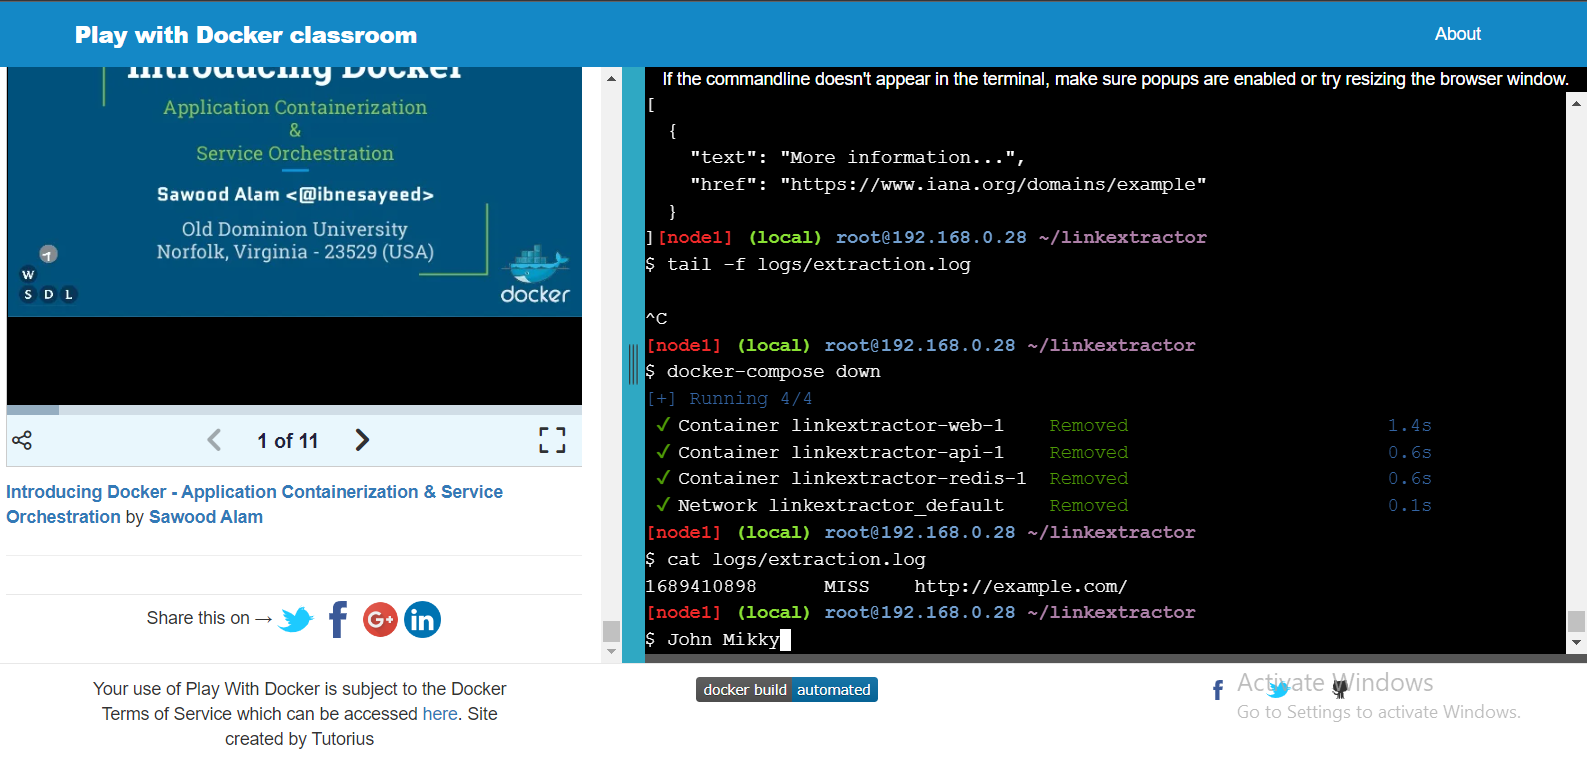 Play with Docker classroom
About
Introducing Docker
Application Containerization
&
Service Orchestration
Sawood Alam <@ibnesayeed>
Old Dominion University
Norfolk, Virginia - 23529 (USA)
W
S D L
docker
1 of 11
Introducing Docker - Application Containerization & Service
Orchestration by Sawood Alam
Share this on →
G+
in
If the commandline doesn't appear in the terminal, make sure popups are enabled or try resizing the browser window.
[
  {
    "text": "More information...",
    "href": "https://www.iana.org/domains/example"
  }
][node1] (local) root@192.168.0.28 ~/linkextractor
$ tail -f logs/extraction.log
^C
[node1] (local) root@192.168.0.28 ~/linkextractor
$ docker-compose down
[+] Running 4/4
✓ Container linkextractor-web-1 Removed 1.4s
✓ Container linkextractor-api-1 Removed 0.6s
✓ Container linkextractor-redis-1 Removed 0.6s
✓ Network linkextractor_default Removed 0.1s
[node1] (local) root@192.168.0.28 ~/linkextractor
$ cat logs/extraction.log
1689410898 MISS http://example.com/
[node1] (local) root@192.168.0.28 ~/linkextractor
$ John Mikky
Your use of Play With Docker is subject to the Docker
Terms of Service which can be accessed here. Site
created by Tutorius
docker build automated
Activate Windows
Go to Settings to activate Windows.